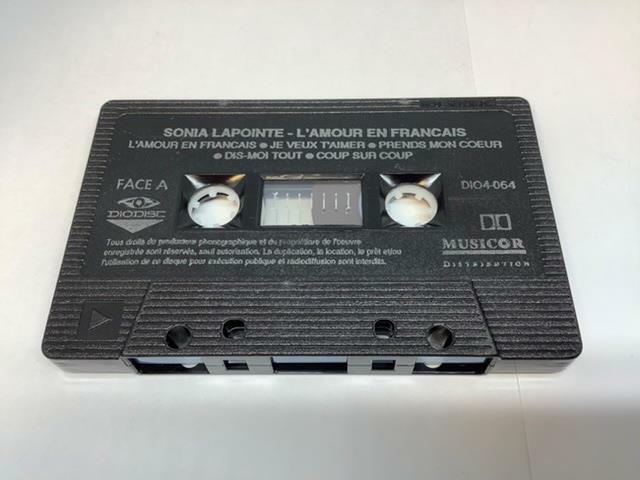 SONIA LAPOINTE - L'AMOUR EN FRANCAIS
L'AMOUR EN FRANCAIS ● JE VEUX T'AIMER ● PRENDS MON COEUR
● DIS-MOI TOUT ● COUP SUR COUP
FACE A
DIO4-064
DIODISC
MUSICOR
DISTRIBUTION
Tous droits du producteur phonographique et du propriétaire de l'oeuvre
enregistrée sont réservés, sauf autorisation. La duplication, la location, le prêt et/ou
l'utilisation de ce disque pour exécution publique et radiodiffusion sont interdits.